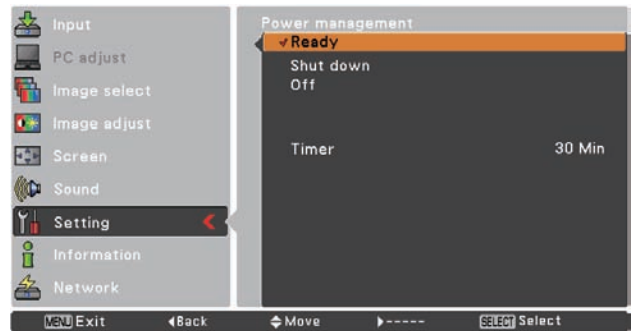 Input
PC adjust
Image select
Image adjust
Screen
Sound
Setting
Information
Network
Power management
Ready
Shut down
Off
Timer 30 Min
MENU Exit Back Move ----- SELECT Select